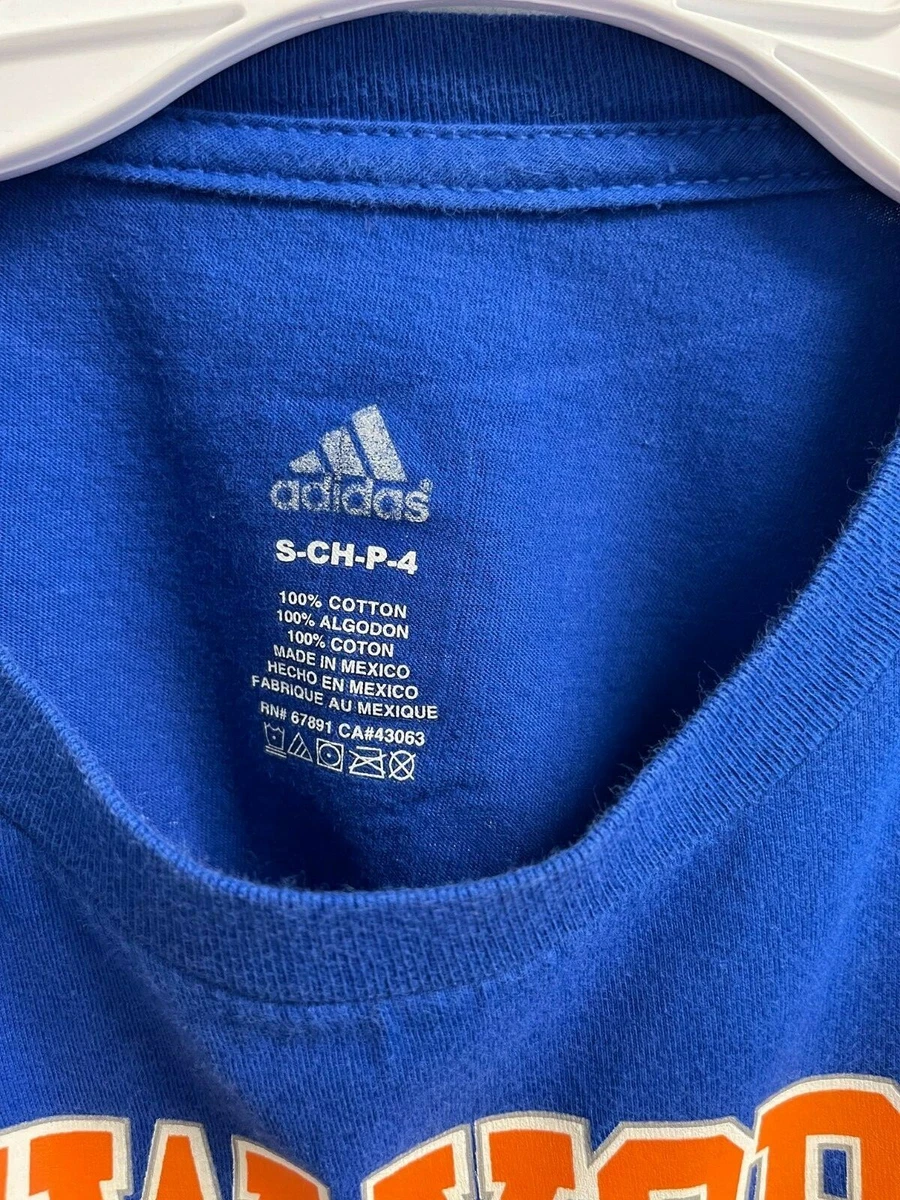 adidas®
S-CH-P-4
100% COTTON
100% ALGODON
100% COTON
MADE IN MEXICO
HECHO EN MEXICO
FABRIQUE AU MEXIQUE
RN# 67891 CA#43063